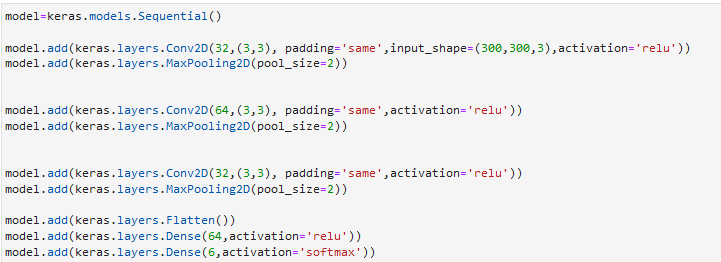 model=keras.models.Sequential()
model.add(keras.layers.Conv2D(32,(3,3), padding='same',input_shape=(300,300,3),activation='relu'))
model.add(keras.layers.MaxPooling2D(pool_size=2))
model.add(keras.layers.Conv2D(64,(3,3), padding='same',activation='relu'))
model.add(keras.layers.MaxPooling2D(pool_size=2))
model.add(keras.layers.Conv2D(32,(3,3), padding='same',activation='relu'))
model.add(keras.layers.MaxPooling2D(pool_size=2))
model.add(keras.layers.Flatten())
model.add(keras.layers.Dense(64,activation='relu'))
model.add(keras.layers.Dense(6,activation='softmax'))